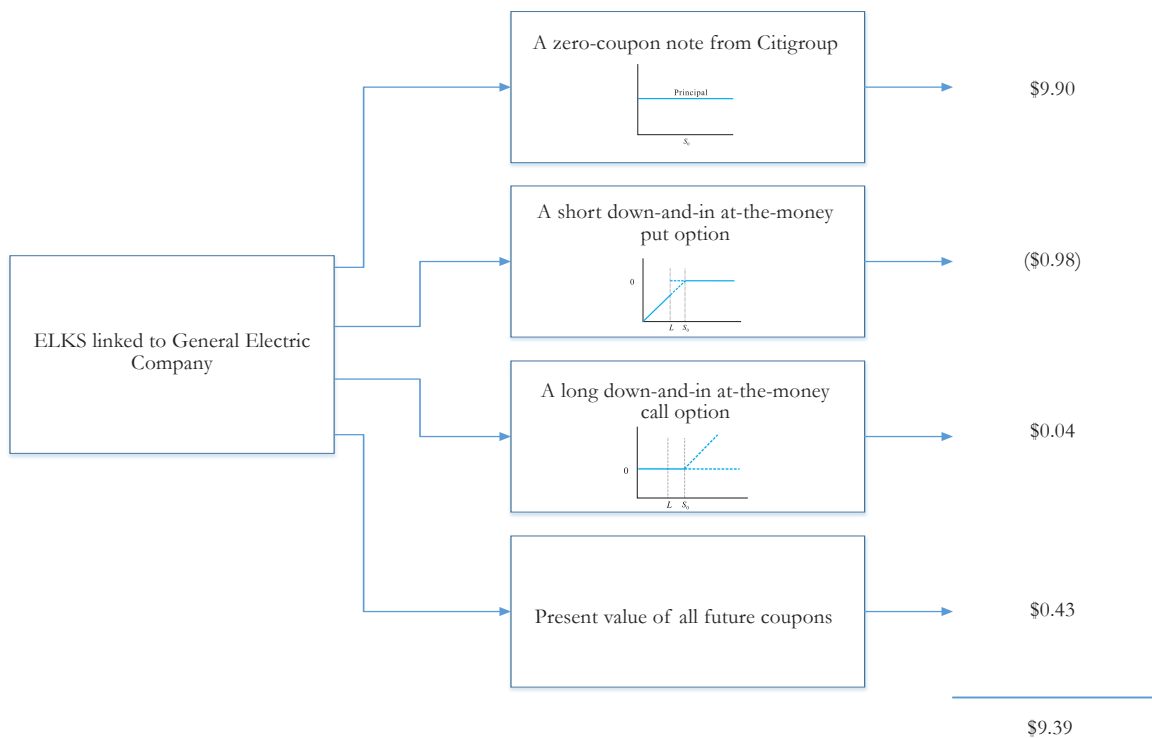 A zero-coupon note from Citigroup
Principal
S₀
$9.90
A short down-and-in at-the-money
put option
0
L S₀
($0.98)
ELKS linked to General Electric
Company
A long down-and-in at-the-money
call option
0
L S₀
$0.04
Present value of all future coupons
$0.43
$9.39